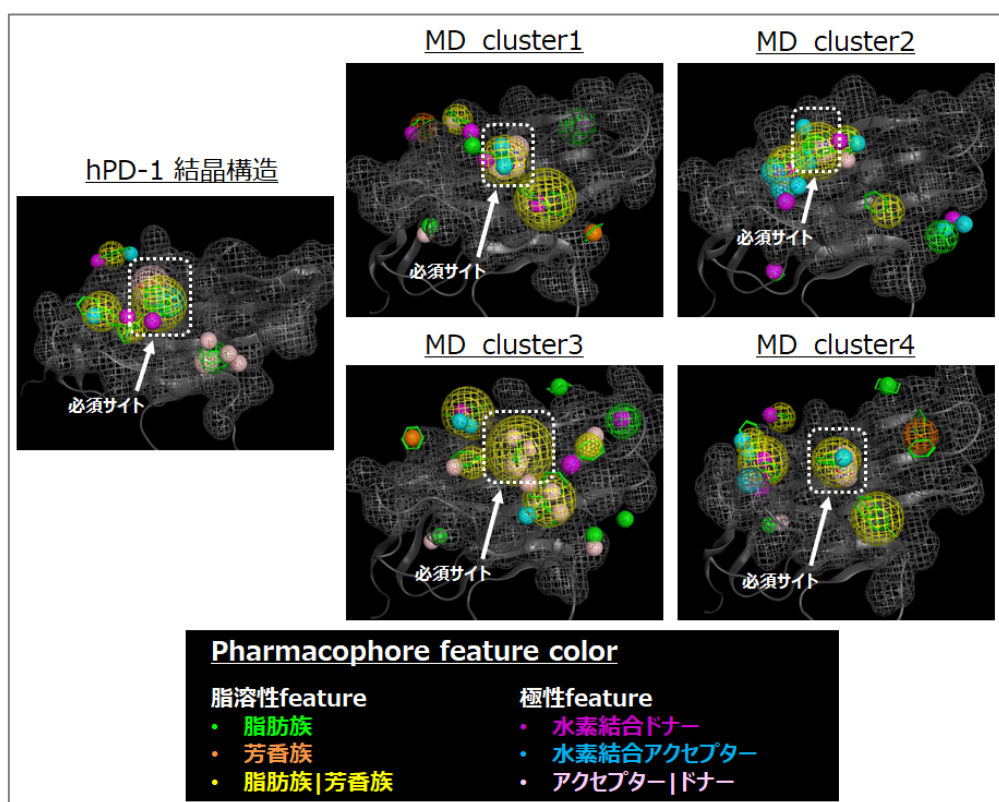 MD_cluster1
MD_cluster2
hPD-1 結晶構造
必須サイト
必須サイト
必須サイト
MD_cluster3
MD_cluster4
必須サイト
必須サイト
Pharmacophore feature color
脂溶性feature
• 脂肪族
• 芳香族
• 脂肪族|芳香族
極性feature
• 水素結合ドナー
• 水素結合アクセプター
• アクセプター|ドナー